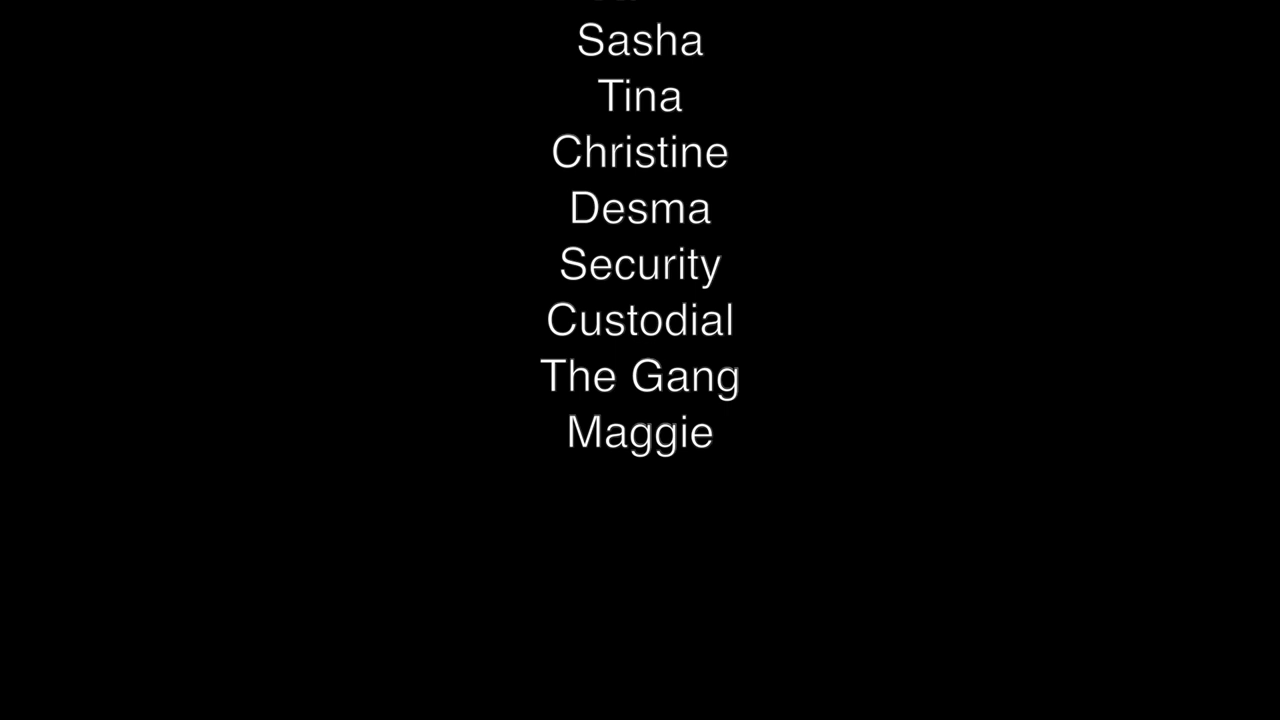 Sasha
Tina
Christine
Desma
Security
Custodial
The Gang
Maggie